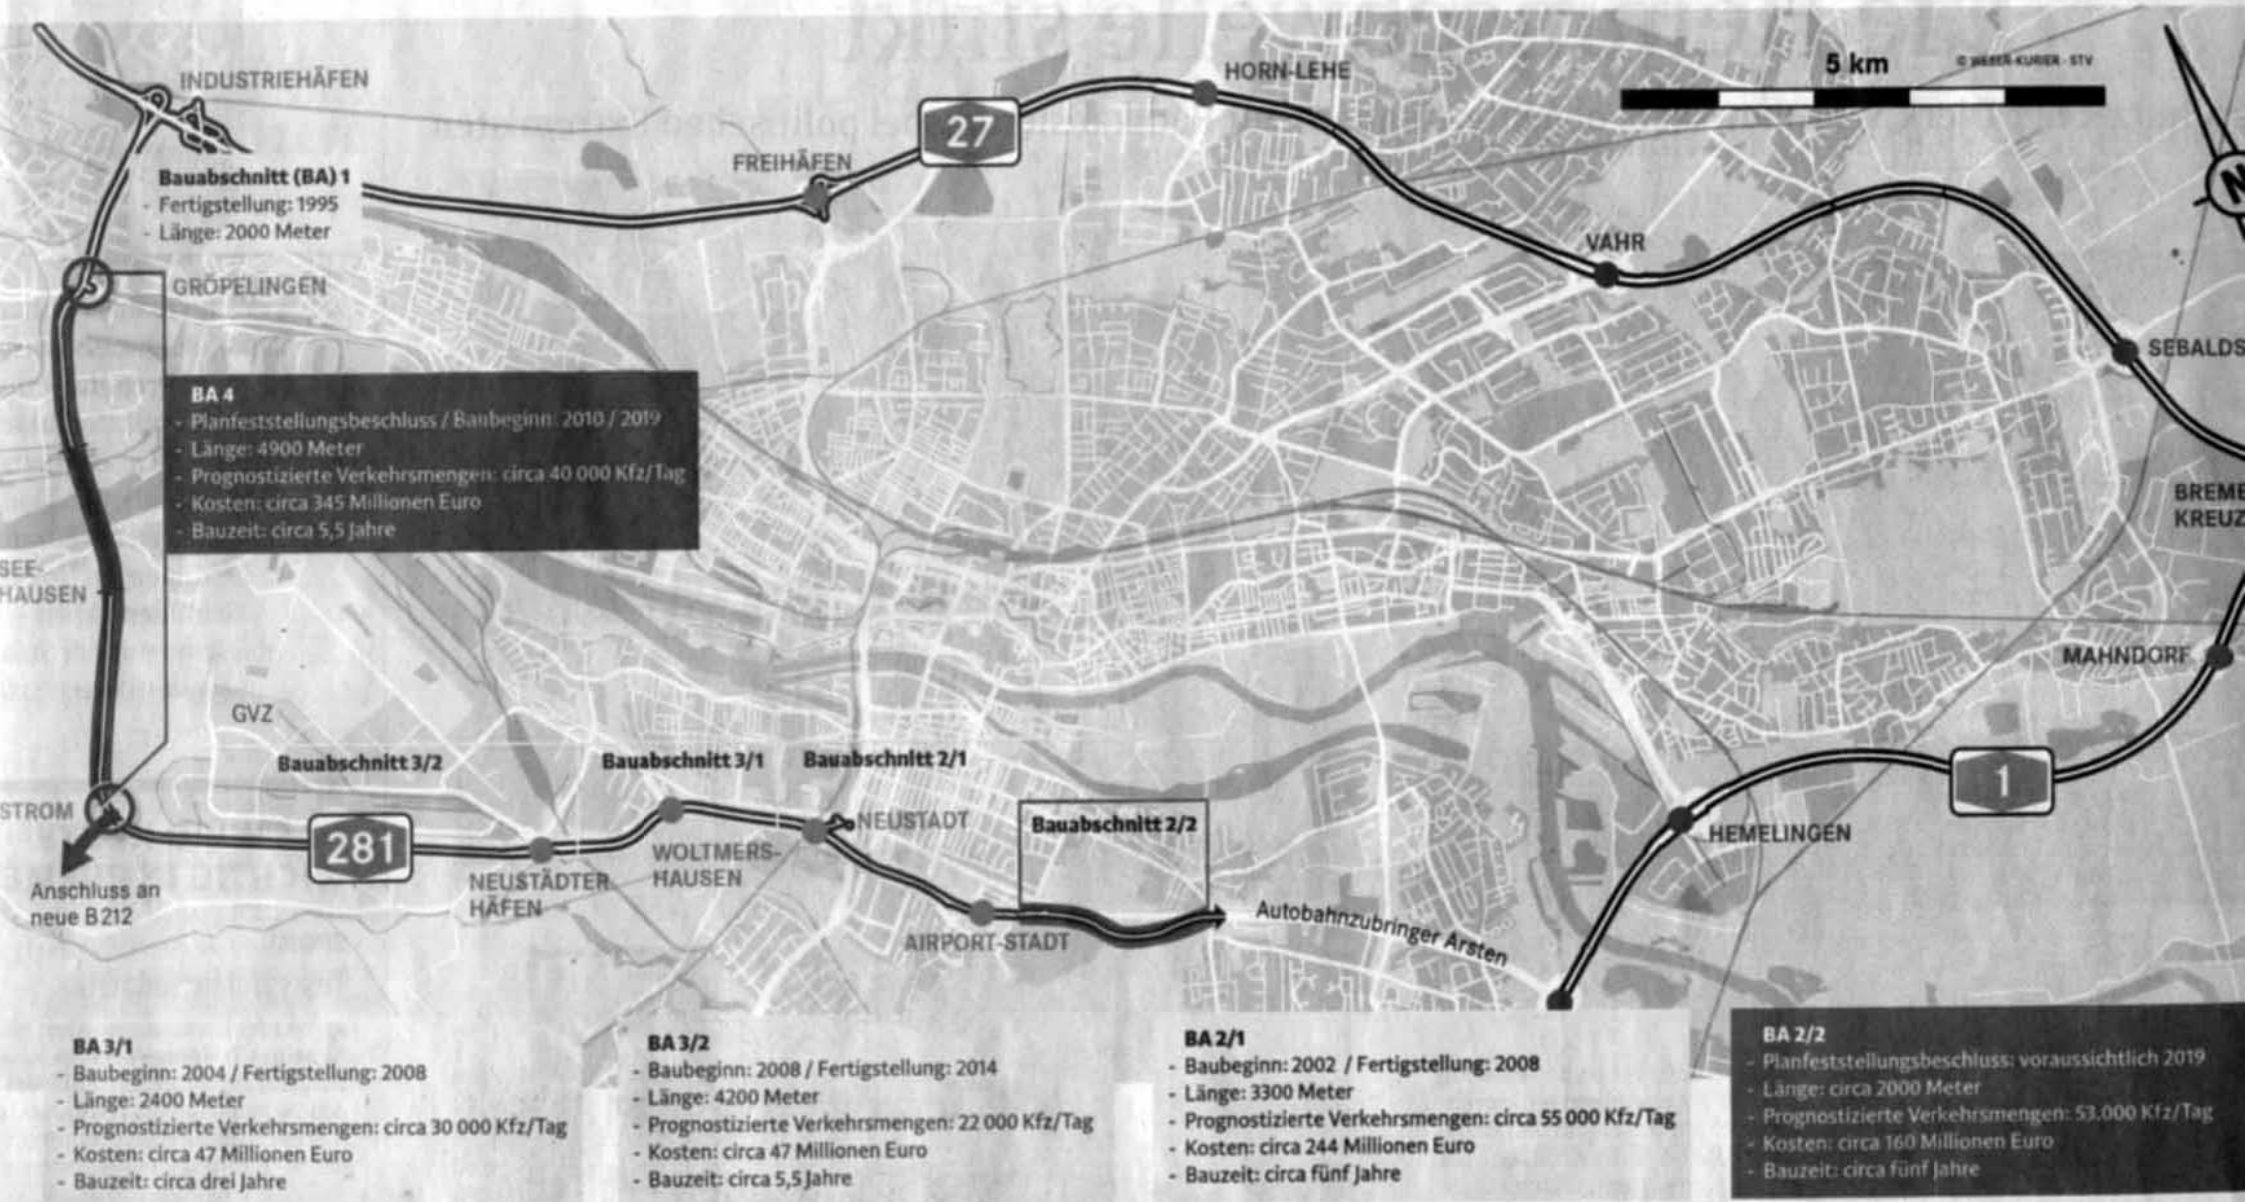 INDUSTRIEHÄFEN
HORN-LEHE
5 km
© WESER-KURIER · STV
27
FREIHÄFEN
N
Bauabschnitt (BA) 1
- Fertigstellung: 1995
- Länge: 2000 Meter
VAHR
GRÖPELINGEN
SEBALDS
BA 4
- Planfeststellungsbeschluss / Baubeginn: 2010 / 2019
- Länge: 4900 Meter
- Prognostizierte Verkehrsmengen: circa 40 000 Kfz/Tag
- Kosten: circa 345 Millionen Euro
- Bauzeit: circa 5,5 Jahre
BREME
KREUZ
SEE-
HAUSEN
MAHNDORF
GVZ
Bauabschnitt 3/2
Bauabschnitt 3/1
Bauabschnitt 2/1
1
STROM
NEUSTADT
Bauabschnitt 2/2
HEMELINGEN
281
WOLTMERS-
HAUSEN
NEUSTÄDTER
HÄFEN
Anschluss an
neue B 212
AIRPORT-STADT
Autobahnzubringer Arsten
BA 3/1
- Baubeginn: 2004 / Fertigstellung: 2008
- Länge: 2400 Meter
- Prognostizierte Verkehrsmengen: circa 30 000 Kfz/Tag
- Kosten: circa 47 Millionen Euro
- Bauzeit: circa drei Jahre
BA 3/2
- Baubeginn: 2008 / Fertigstellung: 2014
- Länge: 4200 Meter
- Prognostizierte Verkehrsmengen: 22 000 Kfz/Tag
- Kosten: circa 47 Millionen Euro
- Bauzeit: circa 5,5 Jahre
BA 2/1
- Baubeginn: 2002 / Fertigstellung: 2008
- Länge: 3300 Meter
- Prognostizierte Verkehrsmengen: circa 55 000 Kfz/Tag
- Kosten: circa 244 Millionen Euro
- Bauzeit: circa fünf Jahre
BA 2/2
- Planfeststellungsbeschluss: voraussichtlich 2019
- Länge: circa 2000 Meter
- Prognostizierte Verkehrsmengen: 53.000 Kfz/Tag
- Kosten: circa 160 Millionen Euro
- Bauzeit: circa fünf Jahre